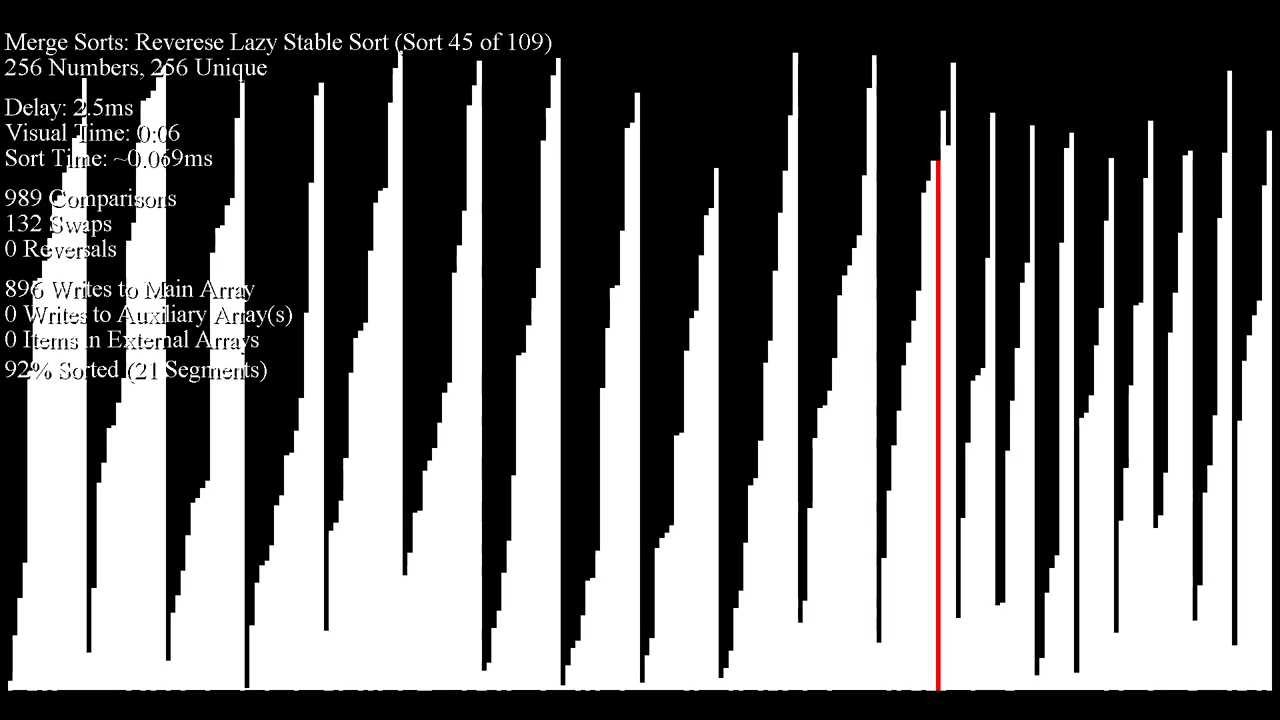 Merge Sorts: Reverese Lazy Stable Sort (Sort 45 of 109)
256 Numbers, 256 Unique
Delay: 2.5ms
Visual Time: 0:06
Sort Time: ~0.069ms
989 Comparisons
132 Swaps
0 Reversals
896 Writes to Main Array
0 Writes to Auxiliary Array(s)
0 Items in External Arrays
92% Sorted (21 Segments)